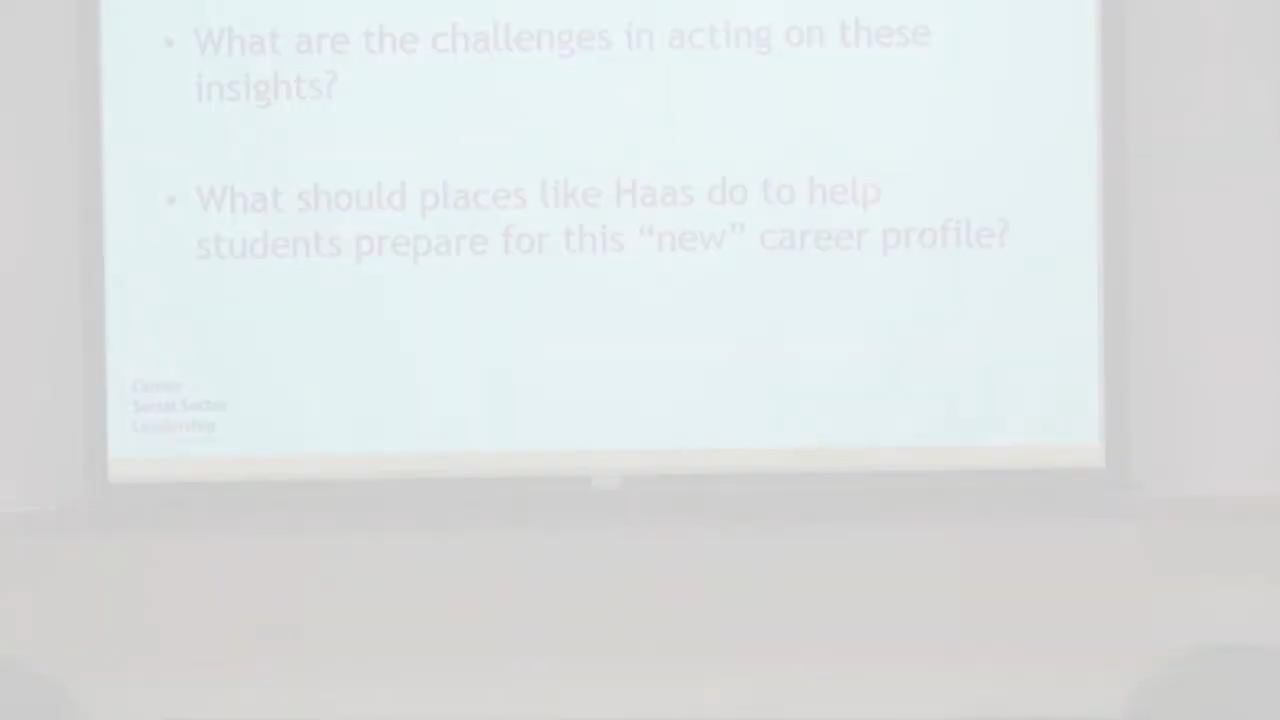 • What are the challenges in acting on these
insights?
• What should places like Haas do to help
students prepare for this “new” career profile?
Center
Social Sector
Leadership